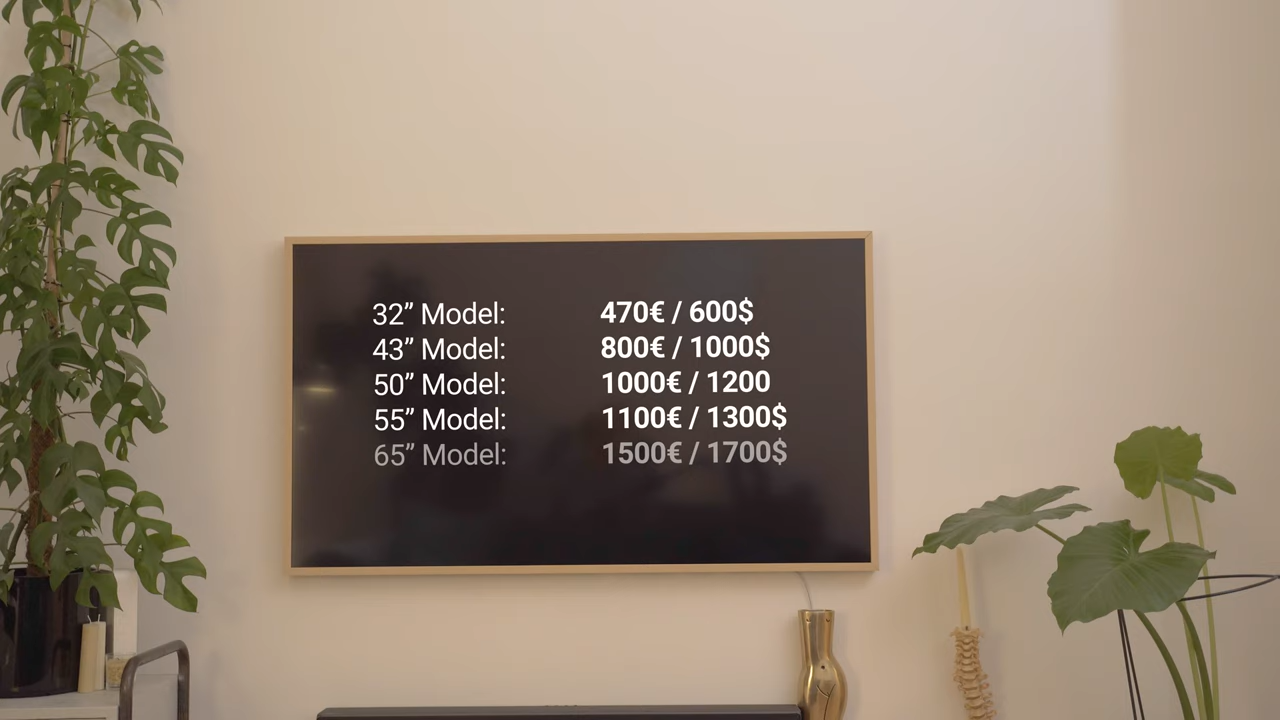 32” Model: 470€ / 600$
43” Model: 800€ / 1000$
50” Model: 1000€ / 1200
55” Model: 1100€ / 1300$
65” Model: 1500€ / 1700$